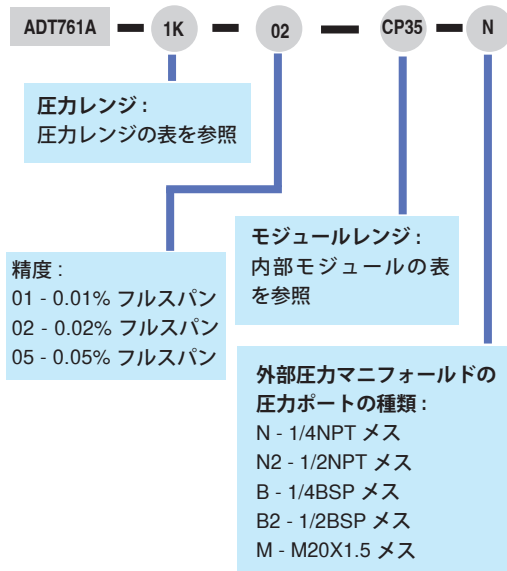 ADT761A
1K
02
CP35
N
圧力レンジ :
圧力レンジの表を参照
精度 :
01 - 0.01% フルスパン
02 - 0.02% フルスパン
05 - 0.05% フルスパン
モジュールレンジ :
内部モジュールの表
を参照
外部圧力マニフォールドの
圧力ポートの種類 :
N - 1/4NPT メス
N2 - 1/2NPT メス
B - 1/4BSP メス
B2 - 1/2BSP メス
M - M20X1.5 メス